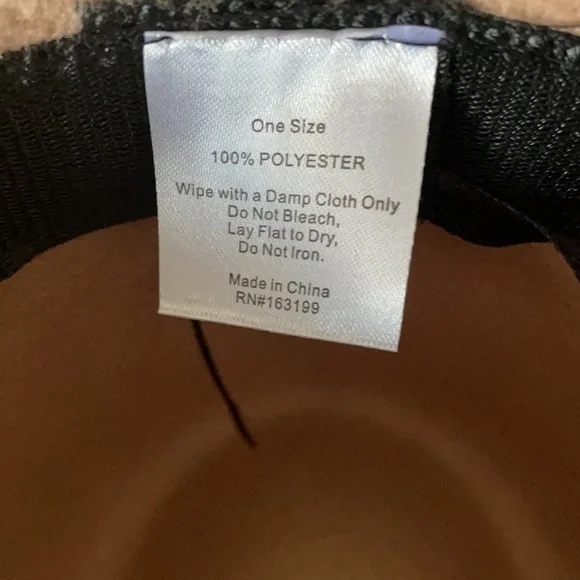 One Size
100% POLYESTER
Wipe with a Damp Cloth Only
Do Not Bleach,
Lay Flat to Dry,
Do Not Iron.
Made in China
RN#163199